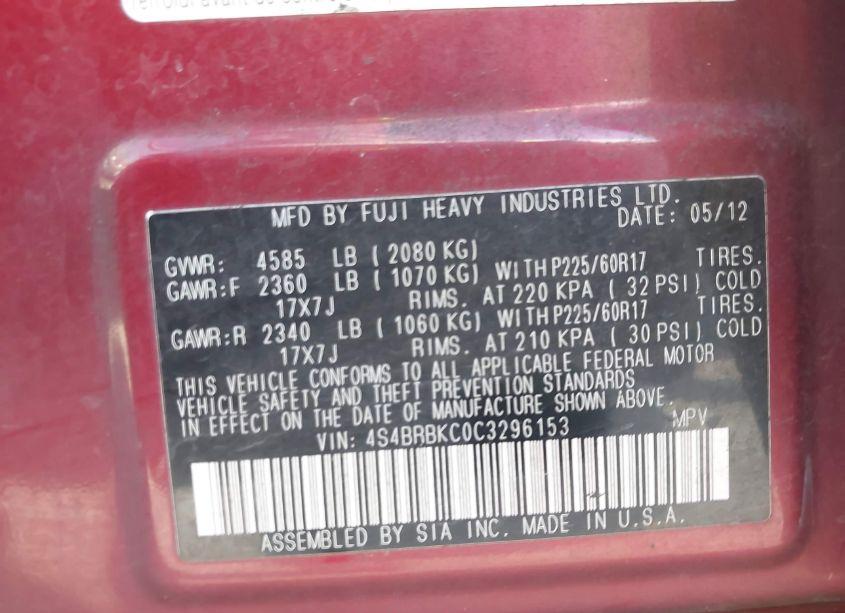 MFD BY FUJI HEAVY INDUSTRIES LTD.
DATE: 05/12
GVWR: 4585 LB ( 2080 KG)
GAWR:F 2360 LB ( 1070 KG) WITH P225/60R17 TIRES.
17X7J RIMS. AT 220 KPA ( 32 PSI) COLD
GAWR:R 2340 LB ( 1060 KG) WITH P225/60R17 TIRES.
17X7J RIMS. AT 210 KPA ( 30 PSI) COLD
THIS VEHICLE CONFORMS TO ALL APPLICABLE FEDERAL MOTOR
VEHICLE SAFETY AND THEFT PREVENTION STANDARDS
IN EFFECT ON THE DATE OF MANUFACTURE SHOWN ABOVE.
VIN: 4S4BRBKC0C3296153 MPV
ASSEMBLED BY SIA INC. MADE IN U.S.A.